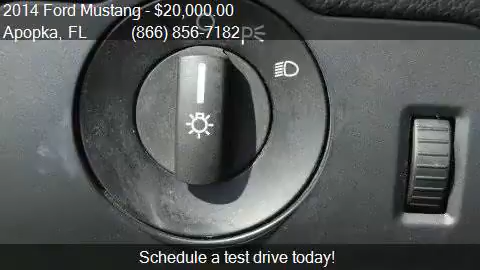 2014 Ford Mustang - $20,000.00
Apopka, FL (866) 856-7182
Schedule a test drive today!